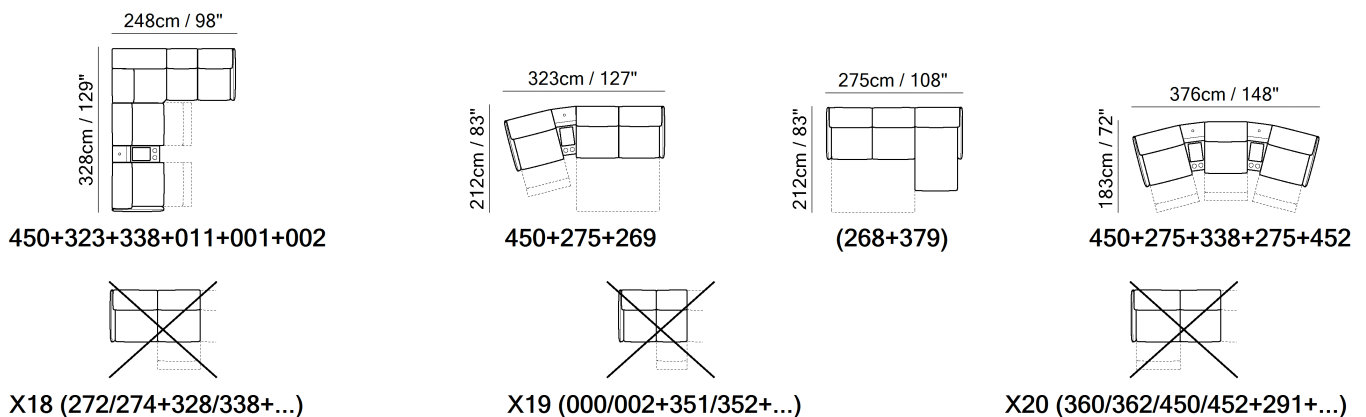 248cm / 98"
328cm / 129"
450+323+338+011+001+002
323cm / 127"
212cm / 83"
450+275+269
275cm / 108"
212cm / 83"
(268+379)
376cm / 148"
183cm / 72"
450+275+338+275+452
X18 (272/274+328/338+...)
X19 (000/002+351/352+...)
X20 (360/362/450/452+291+...)